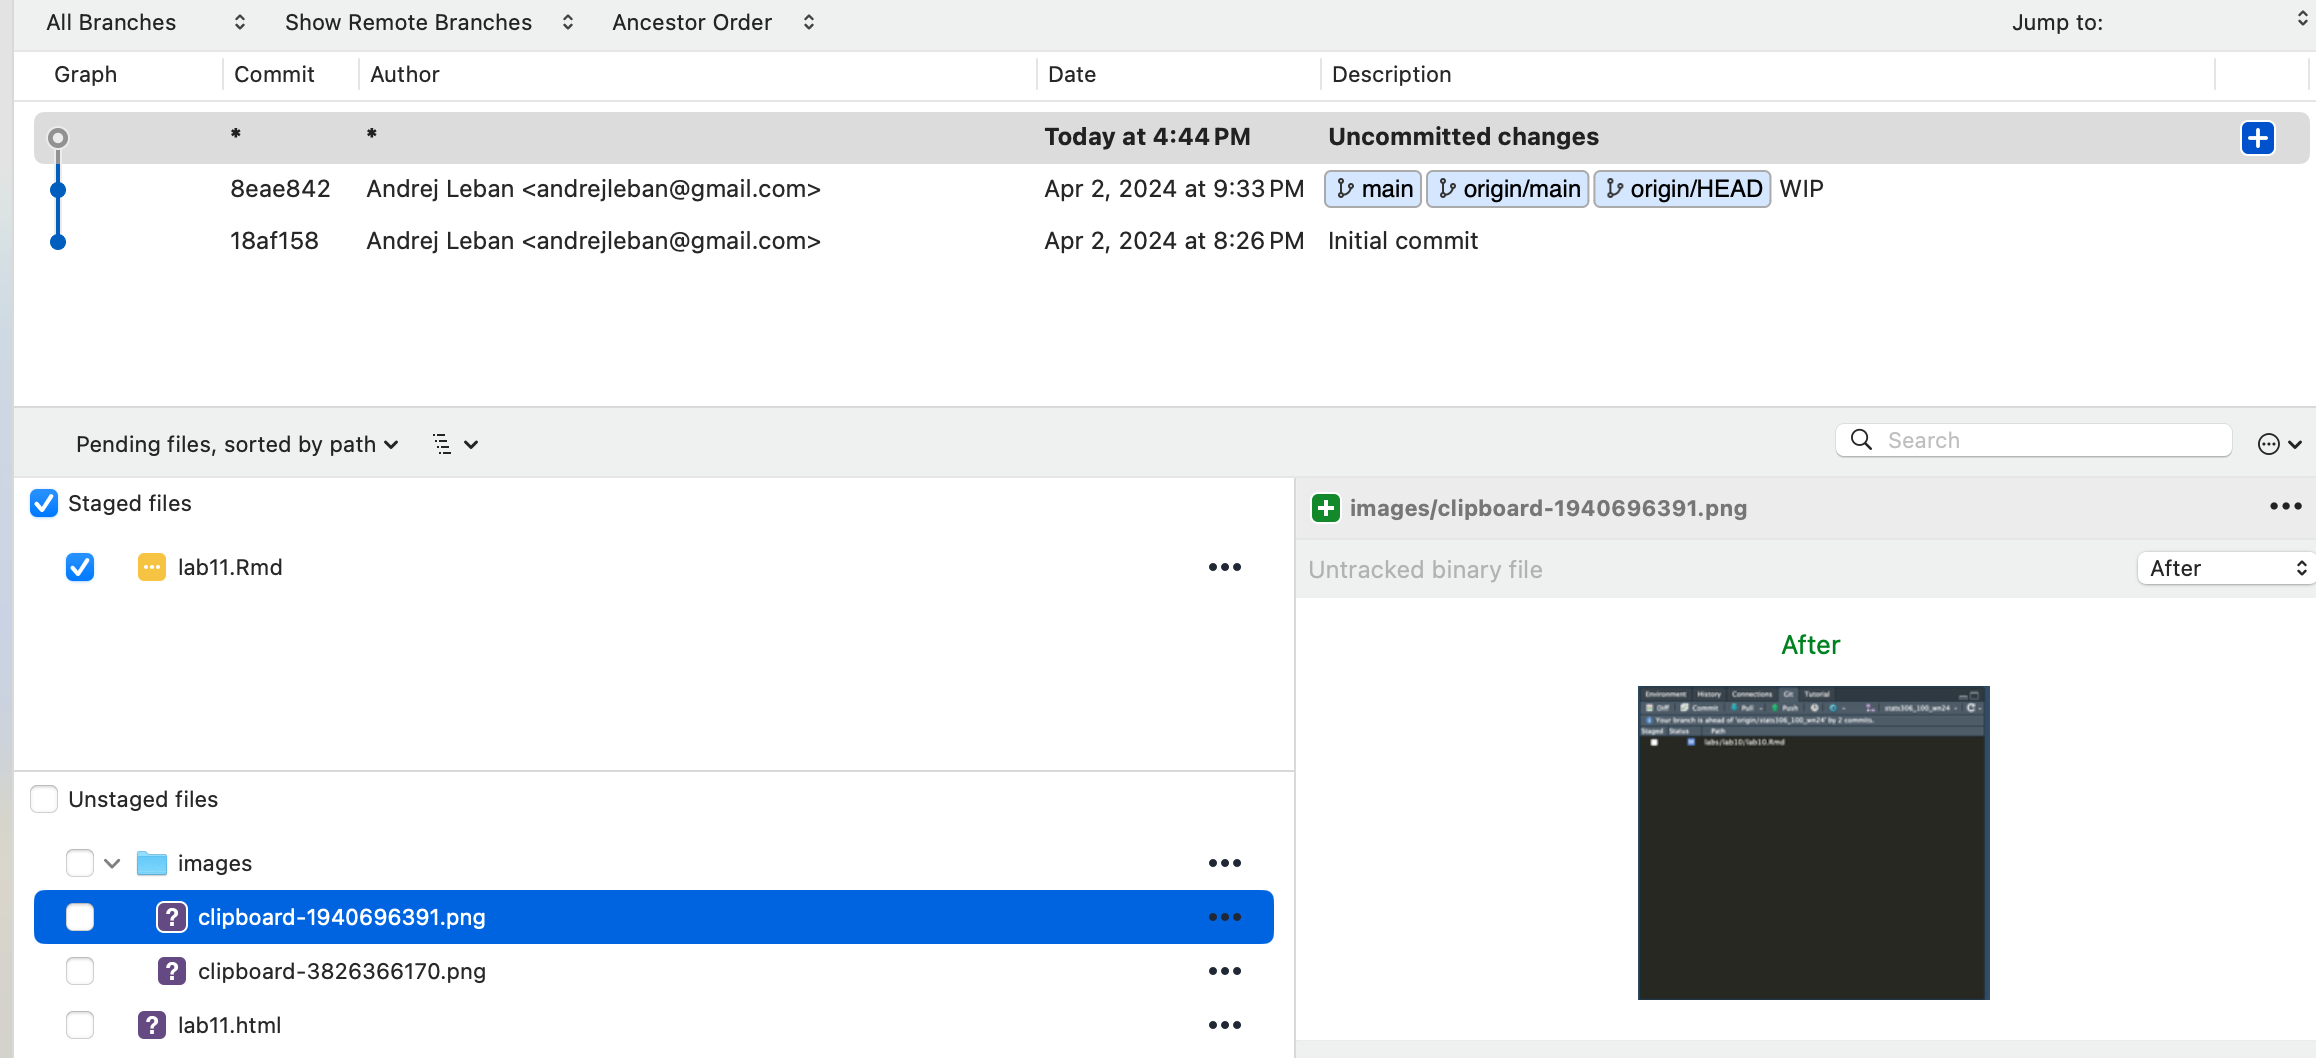 All Branches Show Remote Branches Ancestor Order Jump to:
Graph Commit Author Date Description
* * Today at 4:44 PM Uncommitted changes
8eae842 Andrej Leban <andrejleban@gmail.com> Apr 2, 2024 at 9:33 PM main origin/main origin/HEAD WIP
18af158 Andrej Leban <andrejleban@gmail.com> Apr 2, 2024 at 8:26 PM Initial commit
Pending files, sorted by path Search
Staged files
lab11.Rmd
Unstaged files
images
clipboard-1940696391.png
clipboard-3826366170.png
lab11.html
images/clipboard-1940696391.png
Untracked binary file After
After
Environment History Connections Git Tutorial
Diff Commit Pull Push stats306_100_wn24
Your branch is ahead of 'origin/stats306_100_wn24' by 2 commits.
Staged Status Path
labs/lab10/lab10.Rmd